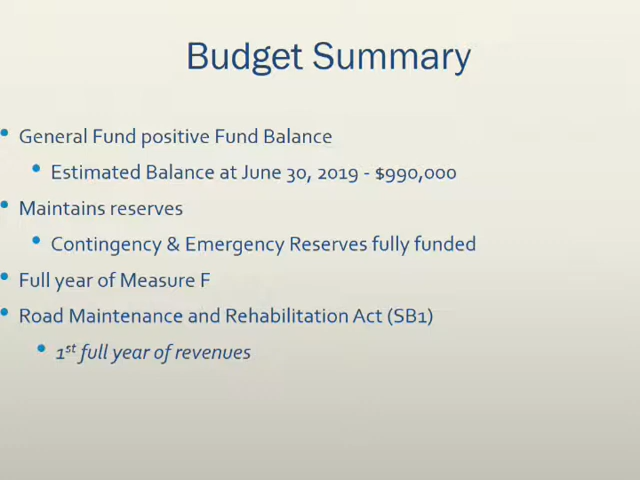 Budget Summary
• General Fund positive Fund Balance
• Estimated Balance at June 30, 2019 - $990,000
• Maintains reserves
• Contingency & Emergency Reserves fully funded
• Full year of Measure F
• Road Maintenance and Rehabilitation Act (SB1)
• 1st full year of revenues